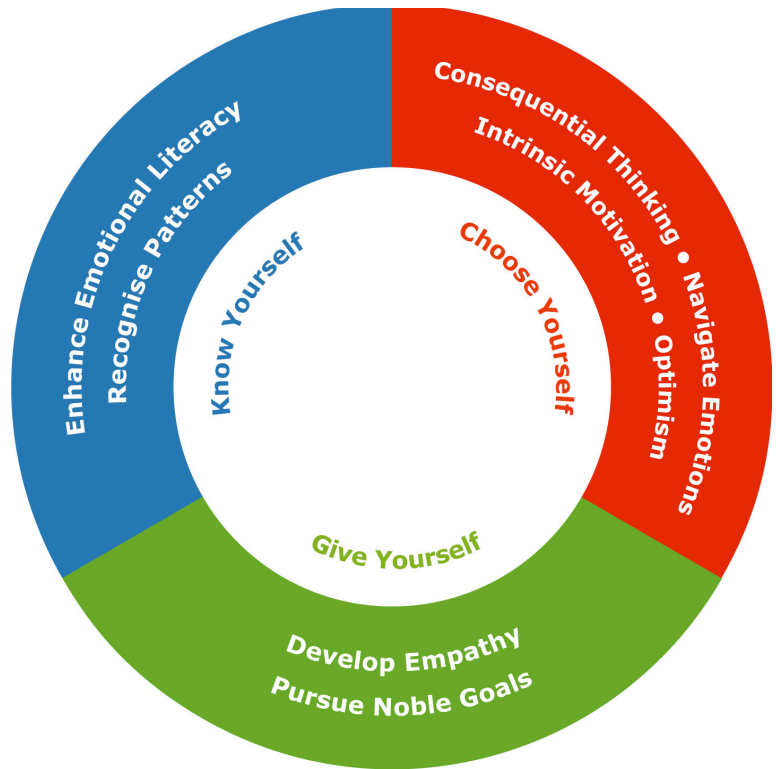 Enhance Emotional Literacy
Recognise Patterns
Know Yourself
Consequential Thinking ● Navigate Emotions
Intrinsic Motivation ● Optimism
Choose Yourself
Give Yourself
Develop Empathy
Pursue Noble Goals